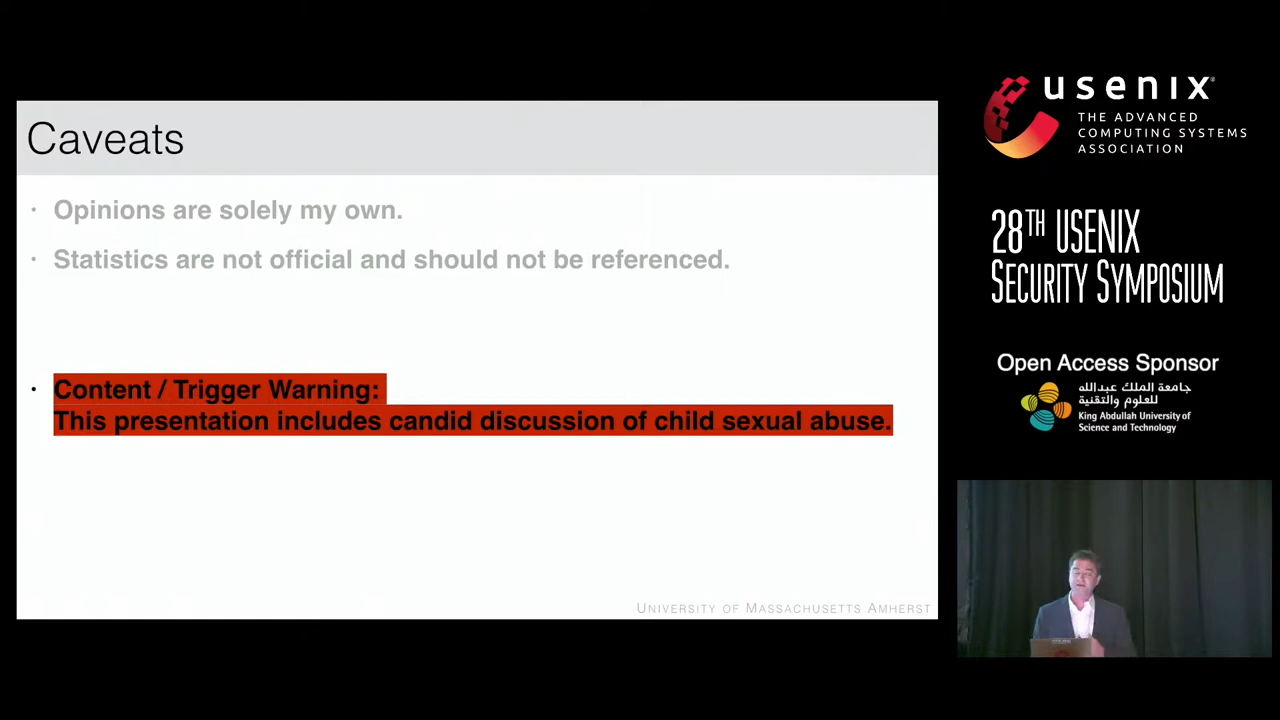 Caveats
· Opinions are solely my own.
· Statistics are not official and should not be referenced.
· Content / Trigger Warning:
This presentation includes candid discussion of child sexual abuse.
UNIVERSITY OF MASSACHUSETTS AMHERST
usenix®
THE ADVANCED
COMPUTING SYSTEMS
ASSOCIATION
28TH USENIX
SECURITY SYMPOSIUM
Open Access Sponsor
جامعة الملك عبدالله
للعلوم والتقنية
King Abdullah University of
Science and Technology